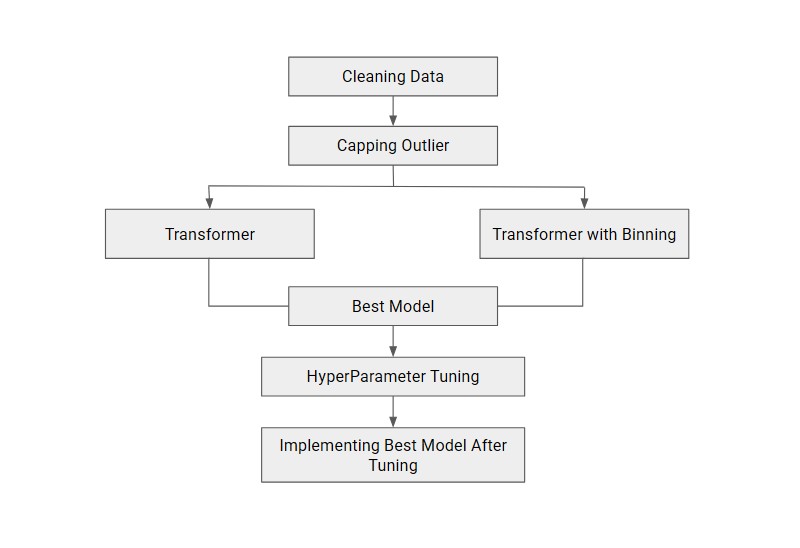 Cleaning Data
Capping Outlier
Transformer
Transformer with Binning
Best Model
HyperParameter Tuning
Implementing Best Model After
Tuning